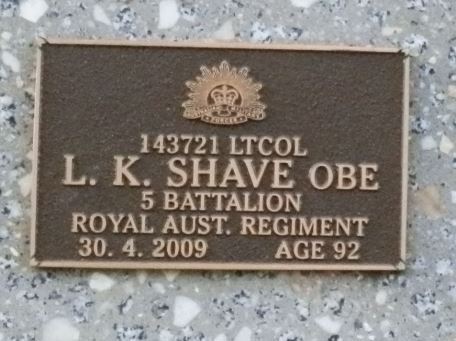 143721 LTCOL
L. K. SHAVE OBE
5 BATTALION
ROYAL AUST. REGIMENT
30. 4. 2009 AGE 92